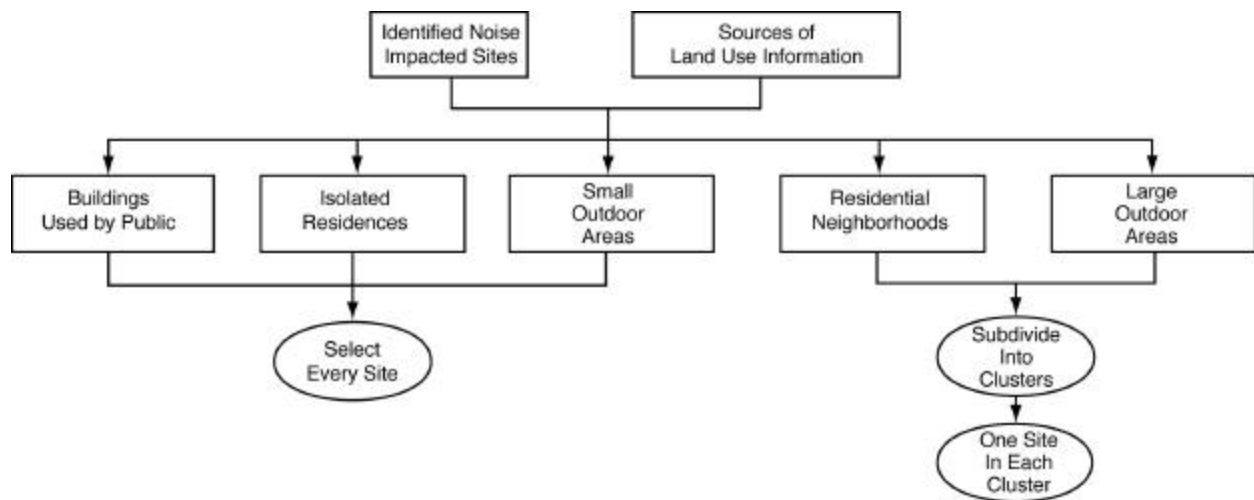 Identified Noise
Impacted Sites
Sources of
Land Use Information
Buildings
Used by Public
Isolated
Residences
Small
Outdoor
Areas
Residential
Neighborhoods
Large
Outdoor
Areas
Select
Every Site
Subdivide
Into
Clusters
One Site
In Each
Cluster